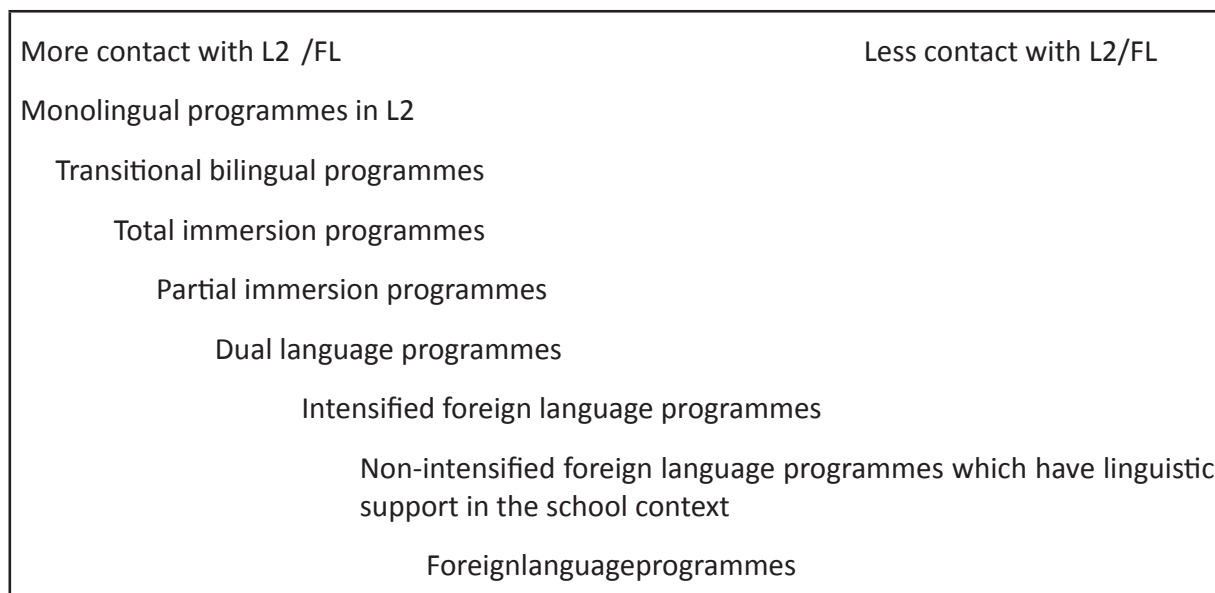 More contact with L2 /FL Less contact with L2/FL
Monolingual programmes in L2
Transitional bilingual programmes
Total immersion programmes
Partial immersion programmes
Dual language programmes
Intensified foreign language programmes
Non-intensified foreign language programmes which have linguistic
support in the school context
Foreignlanguageprogrammes